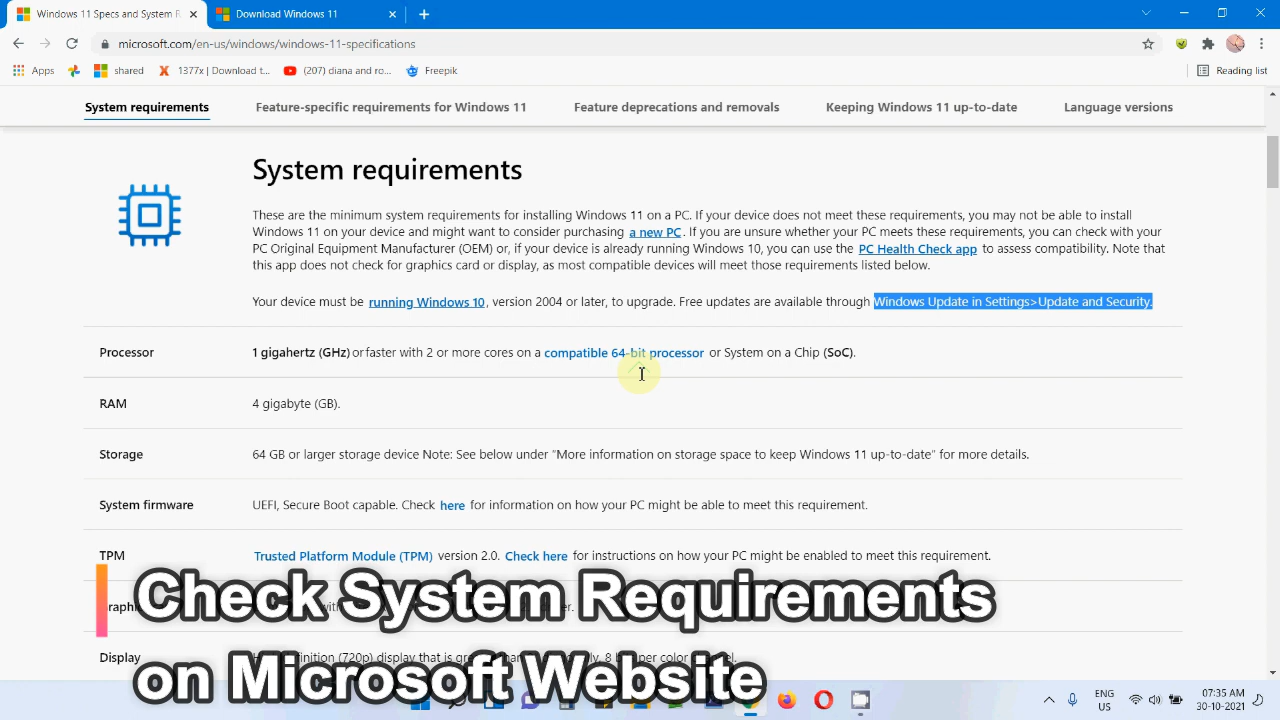 Windows 11 Specs and System R
Download Windows 11
microsoft.com/en-us/windows/windows-11-specifications
Apps
shared
1377x | Download t...
(207) diana and ro...
Freepik
Reading list
System requirements
Feature-specific requirements for Windows 11
Feature deprecations and removals
Keeping Windows 11 up-to-date
Language versions
System requirements
These are the minimum system requirements for installing Windows 11 on a PC. If your device does not meet these requirements, you may not be able to install
Windows 11 on your device and might want to consider purchasing a new PC. If you are unsure whether your PC meets these requirements, you can check with your
PC Original Equipment Manufacturer (OEM) or, if your device is already running Windows 10, you can use the PC Health Check app to assess compatibility. Note that
this app does not check for graphics card or display, as most compatible devices will meet those requirements listed below.
Your device must be running Windows 10, version 2004 or later, to upgrade. Free updates are available through Windows Update in Settings>Update and Security.
Processor
1 gigahertz (GHz) or faster with 2 or more cores on a compatible 64-bit processor or System on a Chip (SoC).
RAM
4 gigabyte (GB).
Storage
64 GB or larger storage device Note: See below under “More information on storage space to keep Windows 11 up-to-date” for more details.
System firmware
UEFI, Secure Boot capable. Check here for information on how your PC might be able to meet this requirement.
TPM
Trusted Platform Module (TPM) version 2.0. Check here for instructions on how your PC might be enabled to meet this requirement.
Check System Requirements
Display
on Microsoft Website
ENG
US
07:35 AM
30-10-2021